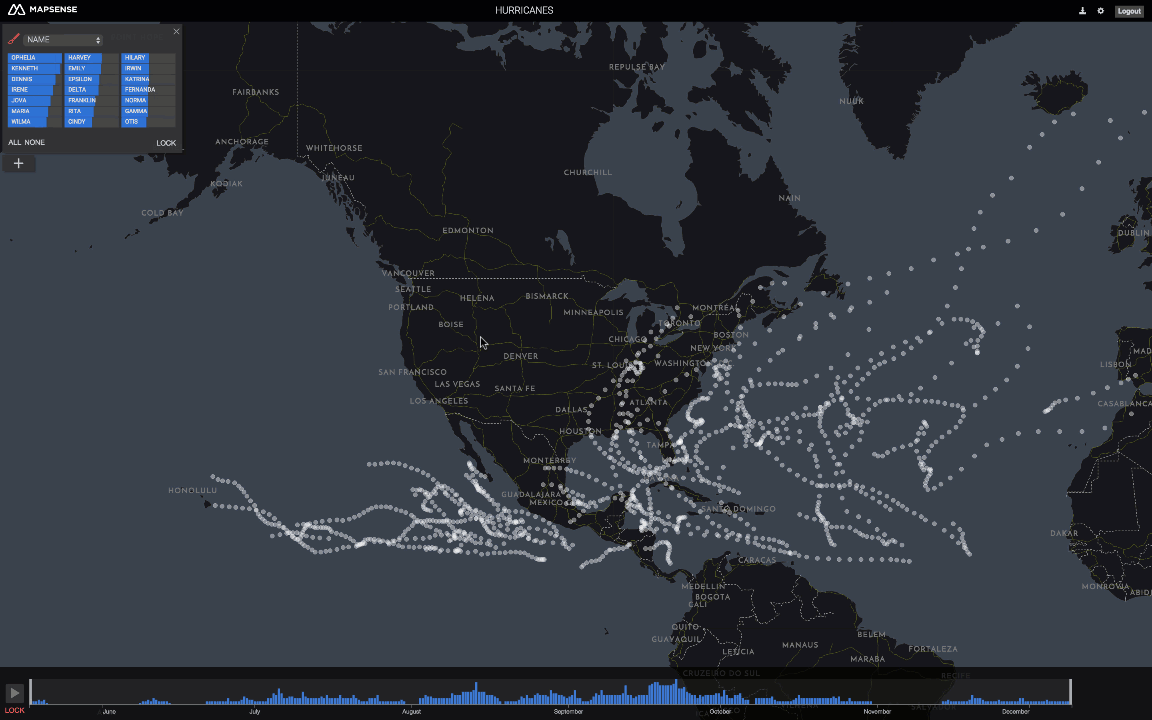 MAPSENSE
HURRICANES
Logout
NAME
OPHELIA HARVEY HILARY
KENNETH EMILY IRWIN
DENNIS EPSILON KATRINA
IRENE DELTA FERNANDA
JOVA FRANKLIN NORMA
MARIA RITA GAMMA
WILMA CINDY OTIS
ALL NONE LOCK
+
REPULSE BAY
FAIRBANKS
NUUK
ANCHORAGE
WHITEHORSE
CHURCHILL
JUNEAU
KODIAK
NAIN
COLD BAY
EDMONTON
DUBLIN
VANCOUVER
SEATTLE
HELENA
BISMARCK
PORTLAND
MINNEAPOLIS
MONTREAL
BOISE
TORONTO
BOSTON
CHICAGO
NEW YORK
MAD
DENVER
ST. LOUIS
WASHINGTON
LISBON
SAN FRANCISCO
LAS VEGAS
SANTA FE
LOS ANGELES
DALLAS
ATLANTA
CASABLANCA
HOUSTON
TAMPA
MONTERREY
HONOLULU
GUADALAJARA
MEXICO
SANTO DOMINGO
DAKAR
CARACAS
MEDELLIN
MONROVIA
ABID
BOGOTA
CALI
QUITO
BELEM
GUAYAQUIL
MANAUS
FORTALEZA
LETICIA
MARABA
CRUZEIRO DO SUL
RECIFE
SALVADOR
LOCK
June July August September October November December